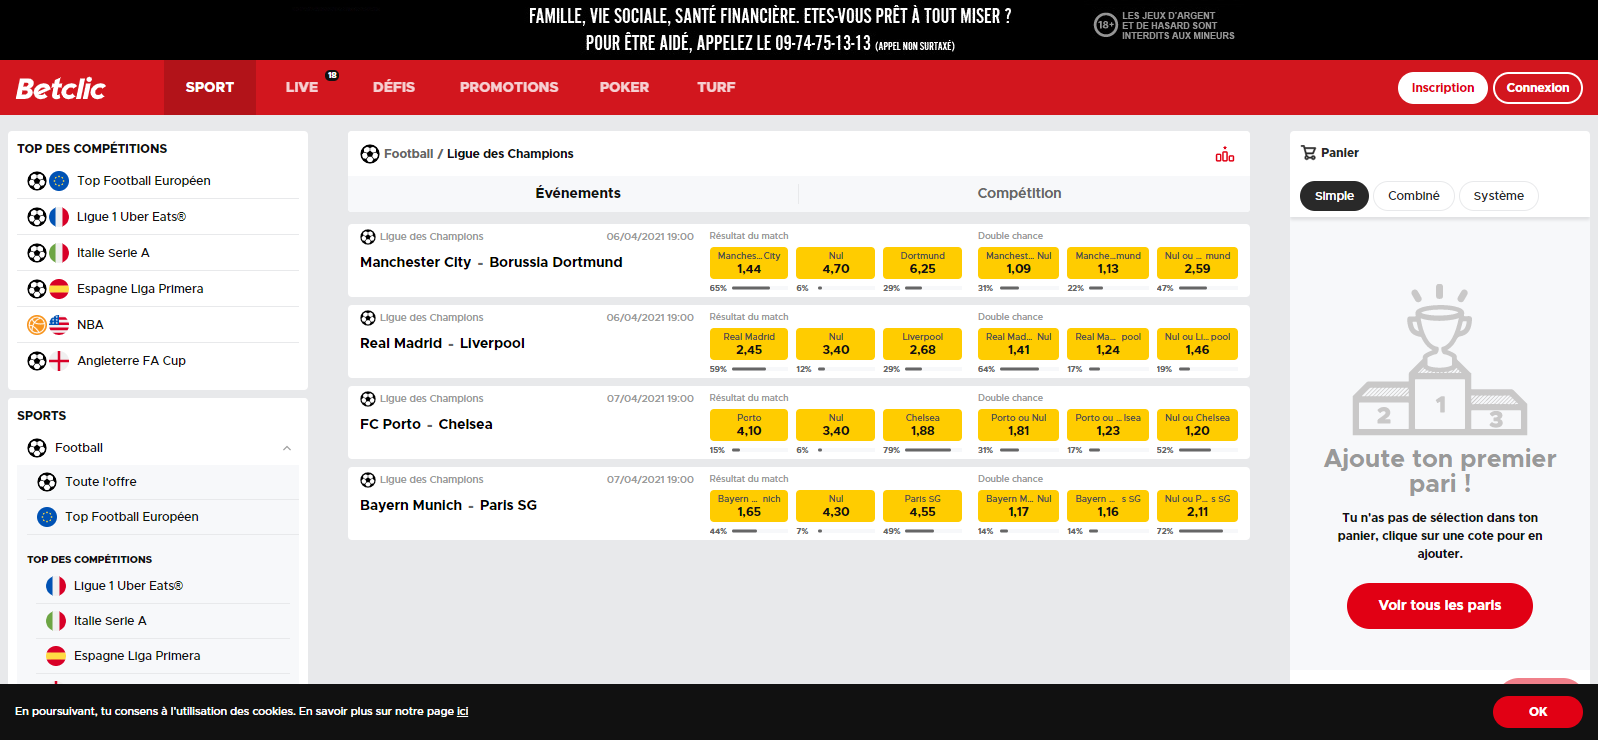 FAMILLE, VIE SOCIALE, SANTÉ FINANCIÈRE. ETES-VOUS PRÊT À TOUT MISER ?
POUR ÊTRE AIDÉ, APPELEZ LE 09-74-75-13-13 (APPEL NON SURTAXÉ)
18+
LES JEUX D'ARGENT
ET DE HASARD SONT
INTERDITS AUX MINEURS
Betclic SPORT LIVE 18 DÉFIS PROMOTIONS POKER TURF Inscription Connexion
TOP DES COMPÉTITIONS
Top Football Européen
Ligue 1 Uber Eats®
Italie Serie A
Espagne Liga Primera
NBA
Angleterre FA Cup
SPORTS
Football
Toute l'offre
Top Football Européen
TOP DES COMPÉTITIONS
Ligue 1 Uber Eats®
Italie Serie A
Espagne Liga Primera
Football / Ligue des Champions
Événements Compétition
Ligue des Champions 06/04/2021 19:00 Résultat du match Double chance
Manchester City - Borussia Dortmund
Manches... City Nul Dortmund Manchest... Nul Manche...mund Nul ou ... mund
1,44 4,70 6,25 1,09 1,13 2,59
65% 6% 29% 31% 22% 47%
Ligue des Champions 06/04/2021 19:00 Résultat du match Double chance
Real Madrid - Liverpool
Real Madrid Nul Liverpool Real Mad... Nul Real Ma... pool Nul ou Li... pool
2,45 3,40 2,68 1,41 1,24 1,46
59% 12% 29% 64% 17% 19%
Ligue des Champions 07/04/2021 19:00 Résultat du match Double chance
FC Porto - Chelsea
Porto Nul Chelsea Porto ou Nul Porto ou ...lsea Nul ou Chelsea
4,10 3,40 1,88 1,81 1,23 1,20
15% 6% 79% 31% 17% 52%
Ligue des Champions 07/04/2021 19:00 Résultat du match Double chance
Bayern Munich - Paris SG
Bayern ... nich Nul Paris SG Bayern M... Nul Bayern ... s SG Nul ou P... s SG
1,65 4,30 4,55 1,17 1,16 2,11
44% 7% 49% 14% 14% 72%
Panier
Simple Combiné Système
2 1 3
Ajoute ton premier
pari !
Tu n'as pas de sélection dans ton
panier, clique sur une cote pour en
ajouter.
Voir tous les paris
En poursuivant, tu consens à l'utilisation des cookies. En savoir plus sur notre page ici
OK